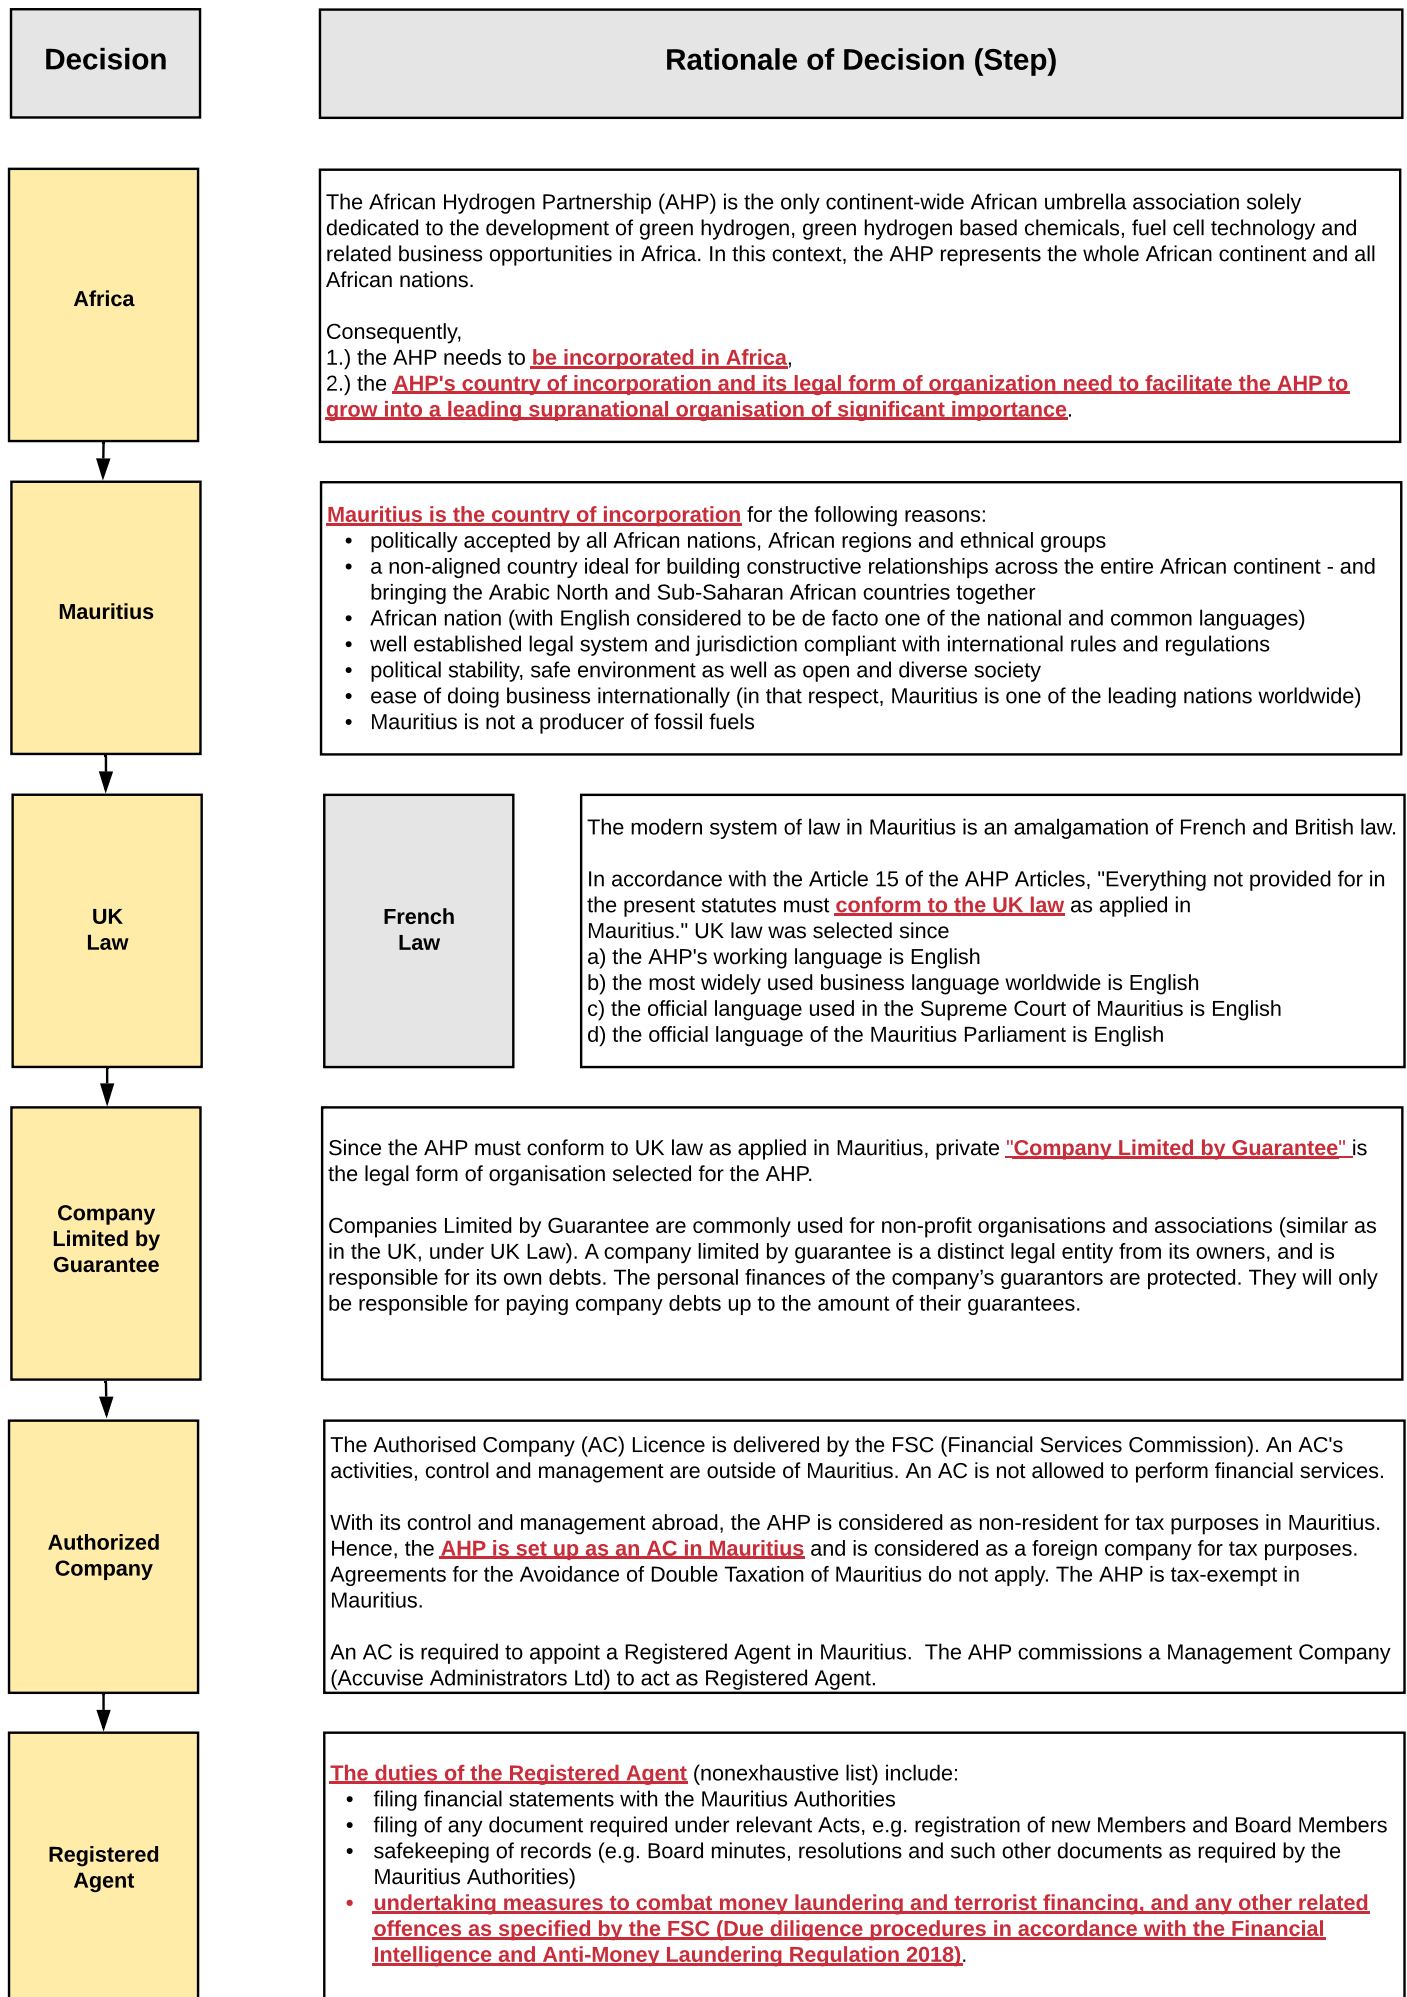 Decision
Rationale of Decision (Step)
Africa
The African Hydrogen Partnership (AHP) is the only continent-wide African umbrella association solely
dedicated to the development of green hydrogen, green hydrogen based chemicals, fuel cell technology and
related business opportunities in Africa. In this context, the AHP represents the whole African continent and all
African nations.
Consequently,
1.) the AHP needs to be incorporated in Africa,
2.) the AHP's country of incorporation and its legal form of organization need to facilitate the AHP to
grow into a leading supranational organisation of significant importance.
Mauritius
Mauritius is the country of incorporation for the following reasons:
• politically accepted by all African nations, African regions and ethnical groups
• a non-aligned country ideal for building constructive relationships across the entire African continent - and
bringing the Arabic North and Sub-Saharan African countries together
• African nation (with English considered to be de facto one of the national and common languages)
• well established legal system and jurisdiction compliant with international rules and regulations
• political stability, safe environment as well as open and diverse society
• ease of doing business internationally (in that respect, Mauritius is one of the leading nations worldwide)
• Mauritius is not a producer of fossil fuels
UK
Law
French
Law
The modern system of law in Mauritius is an amalgamation of French and British law.
In accordance with the Article 15 of the AHP Articles, "Everything not provided for in
the present statutes must conform to the UK law as applied in
Mauritius." UK law was selected since
a) the AHP's working language is English
b) the most widely used business language worldwide is English
c) the official language used in the Supreme Court of Mauritius is English
d) the official language of the Mauritius Parliament is English
Company
Limited by
Guarantee
Since the AHP must conform to UK law as applied in Mauritius, private "Company Limited by Guarantee" is
the legal form of organisation selected for the AHP.
Companies Limited by Guarantee are commonly used for non-profit organisations and associations (similar as
in the UK, under UK Law). A company limited by guarantee is a distinct legal entity from its owners, and is
responsible for its own debts. The personal finances of the company’s guarantors are protected. They will only
be responsible for paying company debts up to the amount of their guarantees.
Authorized
Company
The Authorised Company (AC) Licence is delivered by the FSC (Financial Services Commission). An AC's
activities, control and management are outside of Mauritius. An AC is not allowed to perform financial services.
With its control and management abroad, the AHP is considered as non-resident for tax purposes in Mauritius.
Hence, the AHP is set up as an AC in Mauritius and is considered as a foreign company for tax purposes.
Agreements for the Avoidance of Double Taxation of Mauritius do not apply. The AHP is tax-exempt in
Mauritius.
An AC is required to appoint a Registered Agent in Mauritius.  The AHP commissions a Management Company
(Accuvise Administrators Ltd) to act as Registered Agent.
Registered
Agent
The duties of the Registered Agent (nonexhaustive list) include:
• filing financial statements with the Mauritius Authorities
• filing of any document required under relevant Acts, e.g. registration of new Members and Board Members
• safekeeping of records (e.g. Board minutes, resolutions and such other documents as required by the
Mauritius Authorities)
• undertaking measures to combat money laundering and terrorist financing, and any other related
offences as specified by the FSC (Due diligence procedures in accordance with the Financial
Intelligence and Anti-Money Laundering Regulation 2018).